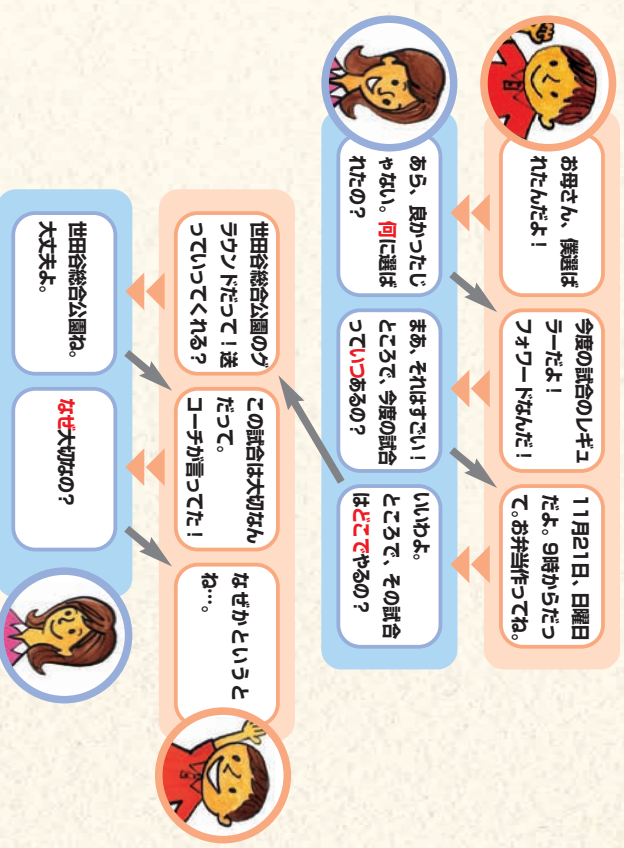 お母さん、僕選ば
れたんだよ！
あら、良かったじ
ゃない。何に選ば
れたの？
今度の試合のレギュ
ラーだよ！
フォワードなんだ！
まあ、それはすごい！
ところで、今度の試合
っていつあるの？
11月21日、日曜日
だよ。9時からだっ
て。お弁当作ってね。
いいわよ。
ところで、その試合
はどこでやるの？
世田谷総合公園のグ
ラウンドだって！送
っていってくれる？
世田谷総合公園ね。
大丈夫よ。
この試合は大切なん
だって。
コーチが言ってた！
なぜ大切なの？
なぜかというと
ね…。